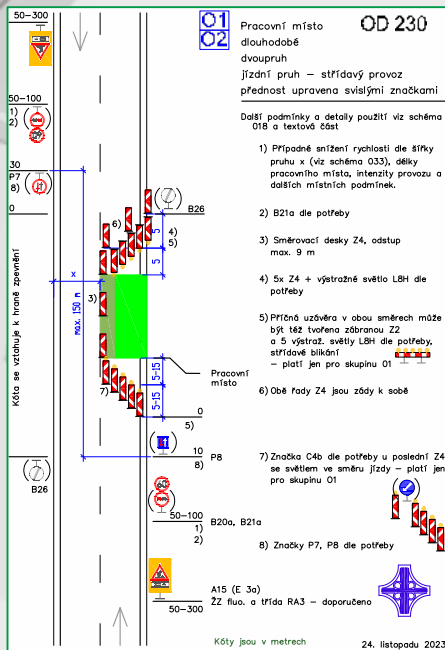 O1
O2
OD 230
Pracovní místo
dlouhodobé
dvoupruh
jízdní pruh – střídavý provoz
přednost upravena svislými značkami
Další podmínky a detaily použití viz schéma
018 a textová část
1) Případné snížení rychlosti dle šířky
pruhu x (viz schéma 033), délky
pracovního místa, intenzity provozu a
dalších místních podmínek.
2) B21a dle potřeby
3) Směrovací desky Z4, odstup
max. 9 m
4) 5x Z4 + výstražné světlo L8H dle
potřeby
5) Příčná uzávěra v obou směrech může
být též tvořena zábranou Z2
a 5 výstraž. světly L8H dle potřeby,
střídavé blikání
– platí jen pro skupinu 01
6) Obě řady Z4 jsou zády k sobě
7) Značka C4b dle potřeby u poslední Z4
se světlem ve směru jízdy – platí jen
pro skupinu 01
8) Značky P7, P8 dle potřeby
50–300
50–100
1)
2)
30
P7
8)
0
B26
6)
4)
5)
5
5
x
3)
max. 150 m
Kóta se vztahuje k hraně zpevnění
7)
5–15
5–15
Pracovní
místo
0
5)
10
8)
P8
B26
50–100
1)
2)
B20a, B21a
A15 (E 3a)
50–300
ŽZ fluo. a třída RA3 – doporučeno
Kóty jsou v metrech
24. listopadu 2023